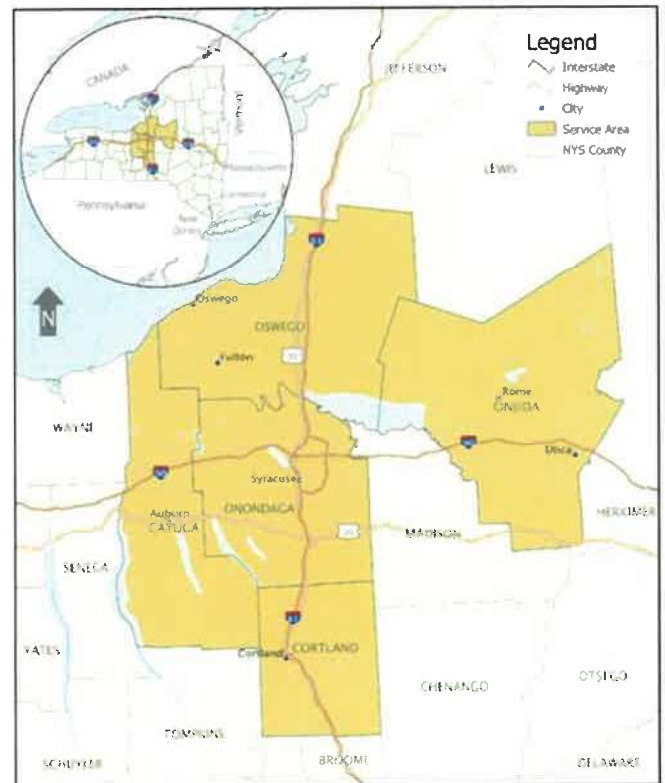 Legend
Interstate
Highway
City
Service Area
NYS County
CANADA
Pennsylvania
New
JEFFERSON
LEWIS
N
Oswego
OSWEGO
Fulton
Rome
ONEIDA
WAYNE
Syracuse
Utica
Auburn
CAYUGA
ONONDAGA
MADISON
HERKIMER
SENECA
YATES
Cortland
CORTLAND
CHENANGO
OTSEGO
TOMPKINS
SCHUYLER
BROOME
DELAWARE